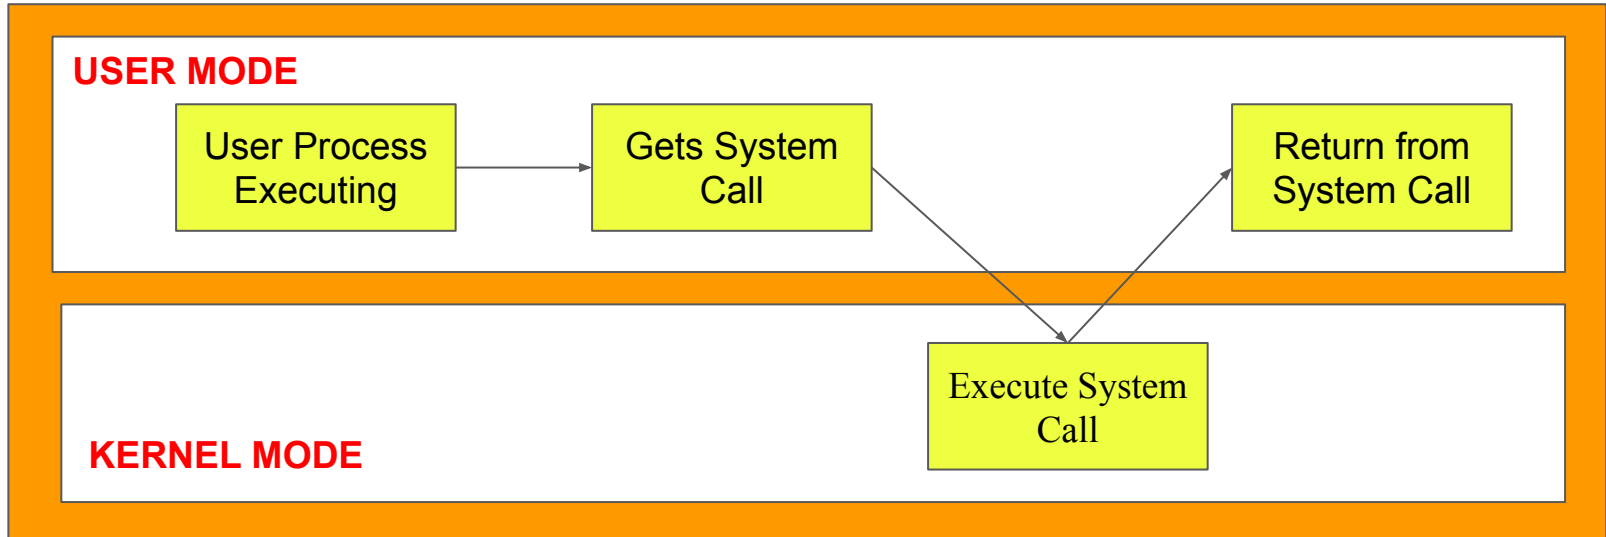 USER MODE
User Process
Executing
Gets System
Call
Return from
System Call
Execute System
Call
KERNEL MODE